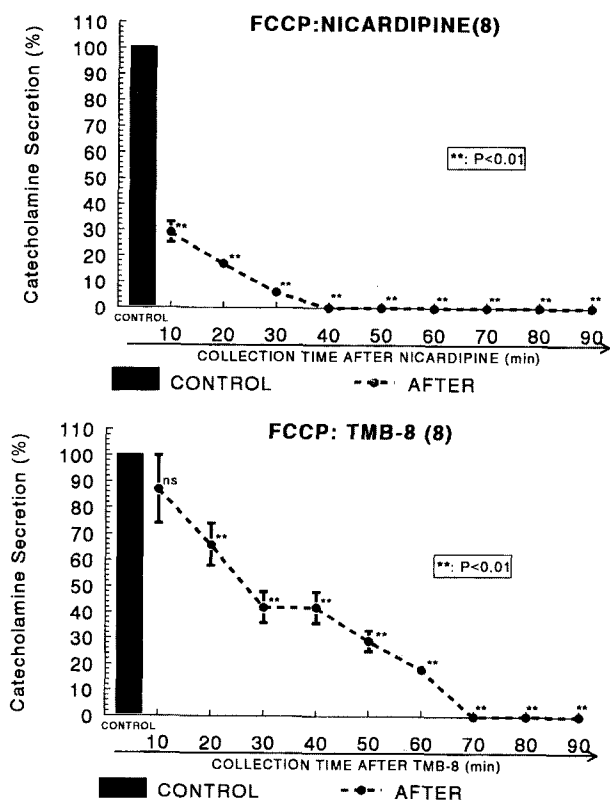 FCCP:NICARDIPINE(8)
Catecholamine Secretion (%)
110
100
90
80
70
60
50
40
30
20
10
0
**: P<0.01
** ** ** ** ** ** ** ** **
CONTROL
10 20 30 40 50 60 70 80 90
COLLECTION TIME AFTER NICARDIPINE (min)
CONTROL AFTER
FCCP: TMB-8 (8)
Catecholamine Secretion (%)
110
100
90
80
70
60
50
40
30
20
10
0
**: P<0.01
ns ** ** ** ** ** ** ** **
CONTROL
10 20 30 40 50 60 70 80 90
COLLECTION TIME AFTER TMB-8 (min)
CONTROL AFTER